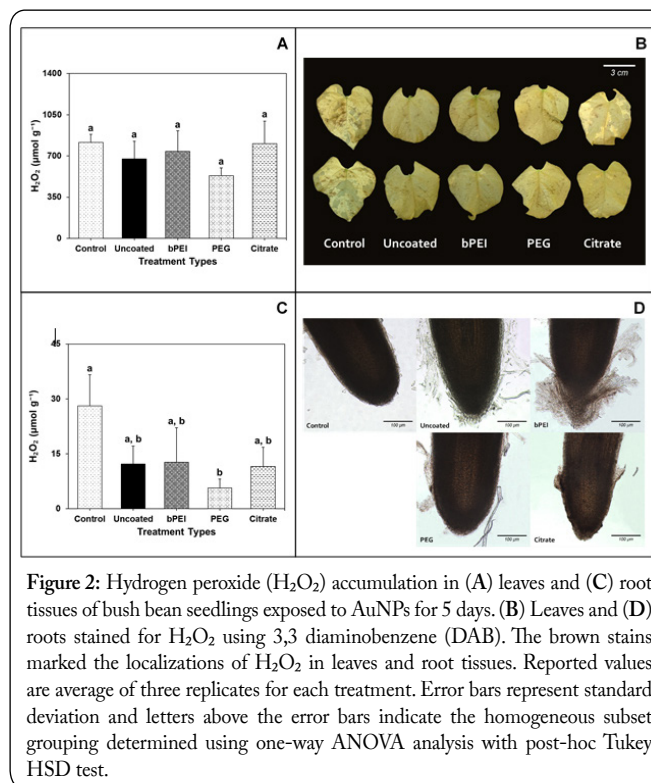 A
1400
1050
700
350
0
H₂O₂ (µmol g⁻¹)
a
a
a
a
a
Control
Uncoated
bPEI
PEG
Citrate
Treatment Types
B
3 cm
Control
Uncoated
bPEI
PEG
Citrate
C
45
30
15
0
H₂O₂ (µmol g⁻¹)
a
a, b
a, b
b
a, b
Control
Uncoated
bPEI
PEG
Citrate
Treatment Types
D
100 µm
Control
100 µm
Uncoated
100 µm
bPEI
100 µm
PEG
100 µm
Citrate
Figure 2: Hydrogen peroxide (H₂O₂) accumulation in (A) leaves and (C) root
tissues of bush bean seedlings exposed to AuNPs for 5 days. (B) Leaves and (D)
roots stained for H₂O₂ using 3,3 diaminobenzene (DAB). The brown stains
marked the localizations of H₂O₂ in leaves and root tissues. Reported values
are average of three replicates for each treatment. Error bars represent standard
deviation and letters above the error bars indicate the homogeneous subset
grouping determined using one-way ANOVA analysis with post-hoc Tukey
HSD test.